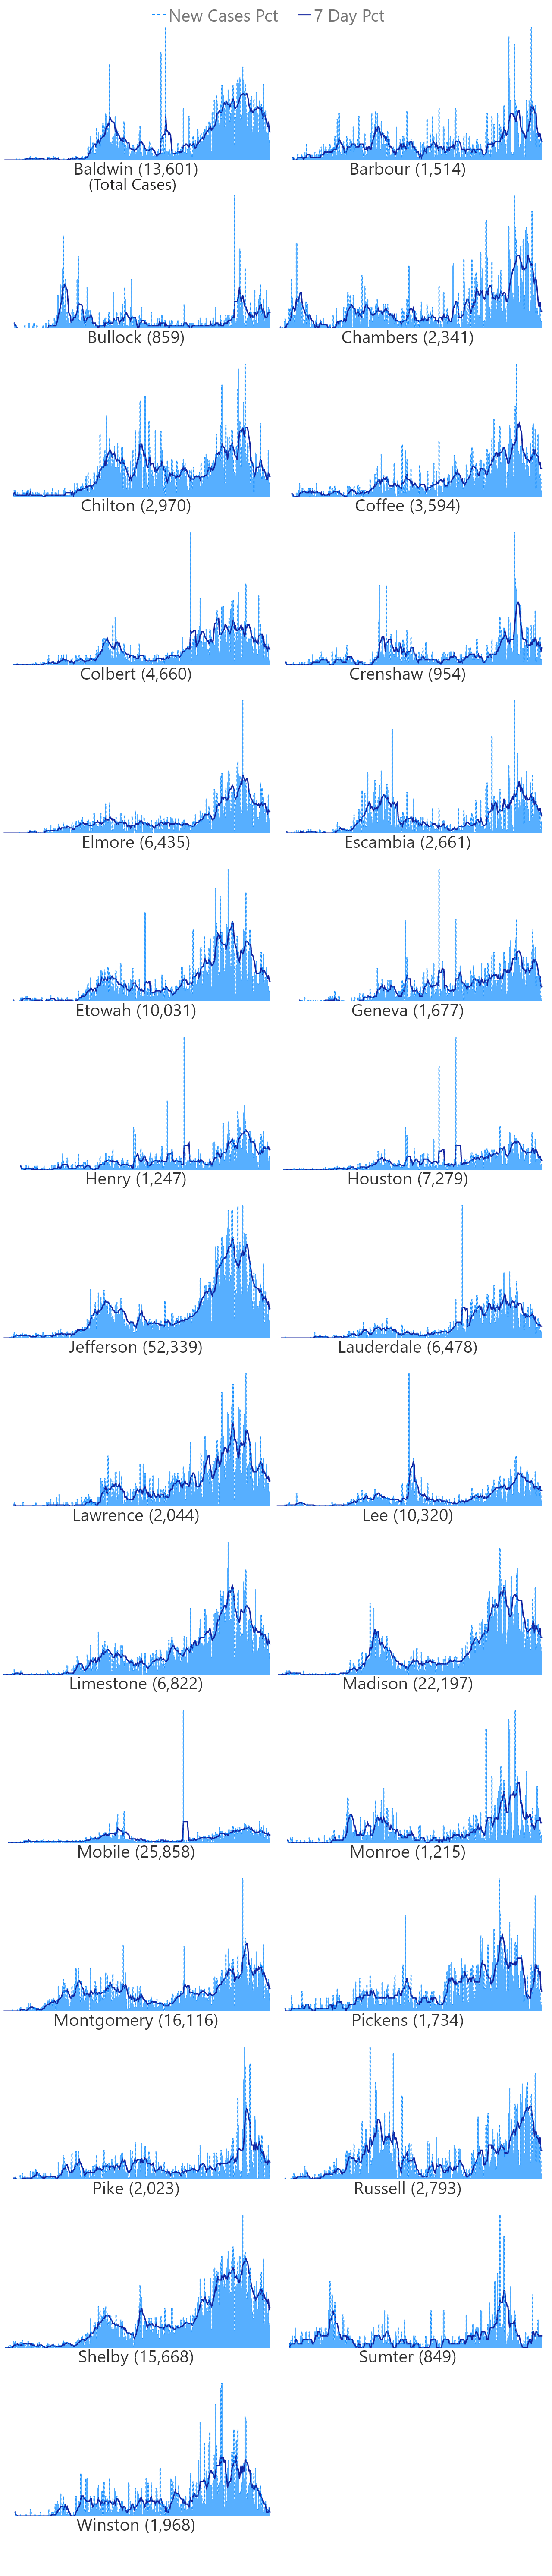 New Cases Pct 7 Day Pct
Baldwin (13,601)
(Total Cases)
Barbour (1,514)
Bullock (859)
Chambers (2,341)
Chilton (2,970)
Coffee (3,594)
Colbert (4,660)
Crenshaw (954)
Elmore (6,435)
Escambia (2,661)
Etowah (10,031)
Geneva (1,677)
Henry (1,247)
Houston (7,279)
Jefferson (52,339)
Lauderdale (6,478)
Lawrence (2,044)
Lee (10,320)
Limestone (6,822)
Madison (22,197)
Mobile (25,858)
Monroe (1,215)
Montgomery (16,116)
Pickens (1,734)
Pike (2,023)
Russell (2,793)
Shelby (15,668)
Sumter (849)
Winston (1,968)